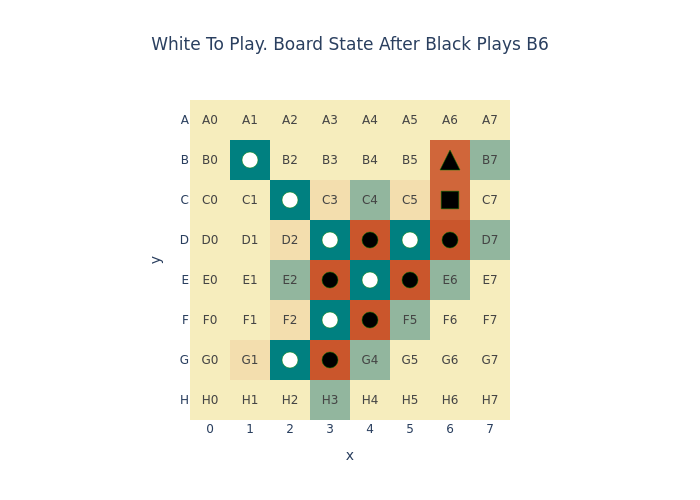 White To Play. Board State After Black Plays B6
A A0 A1 A2 A3 A4 A5 A6 A7
B B0 B2 B3 B4 B5 B7
C C0 C1 C3 C4 C5 C7
D D0 D1 D2 D7
E E0 E1 E2 E6 E7
F F0 F1 F2 F5 F6 F7
G G0 G1 G4 G5 G6 G7
H H0 H1 H2 H3 H4 H5 H6 H7
0 1 2 3 4 5 6 7
x
y